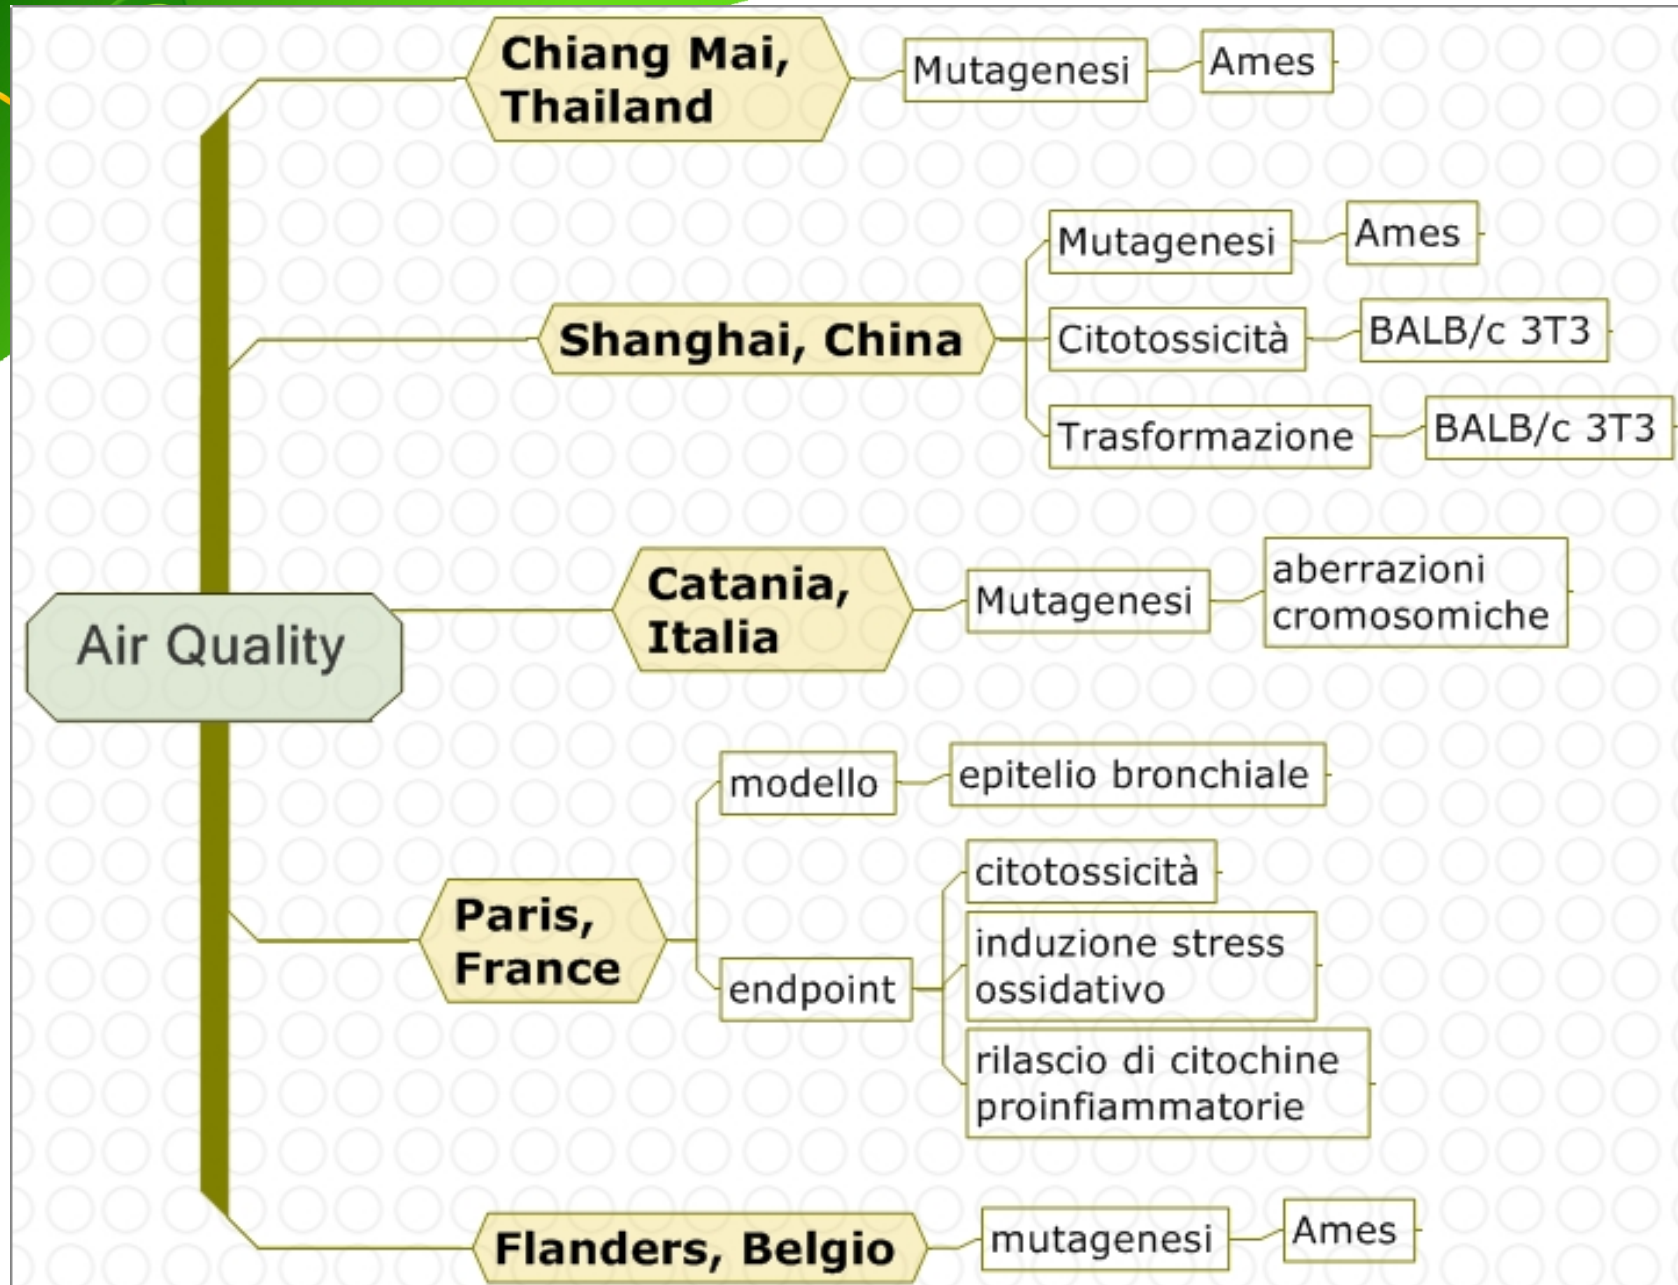 Chiang Mai,
Thailand
Mutagenesi
Ames
Shanghai, China
Mutagenesi
Ames
Citotossicità
BALB/c 3T3
Trasformazione
BALB/c 3T3
Air Quality
Catania,
Italia
Mutagenesi
aberrazioni
cromosomiche
Paris,
France
modello
epitelio bronchiale
endpoint
citotossicità
induzione stress
ossidativo
rilascio di citochine
proinfiammatorie
Flanders, Belgio
mutagenesi
Ames